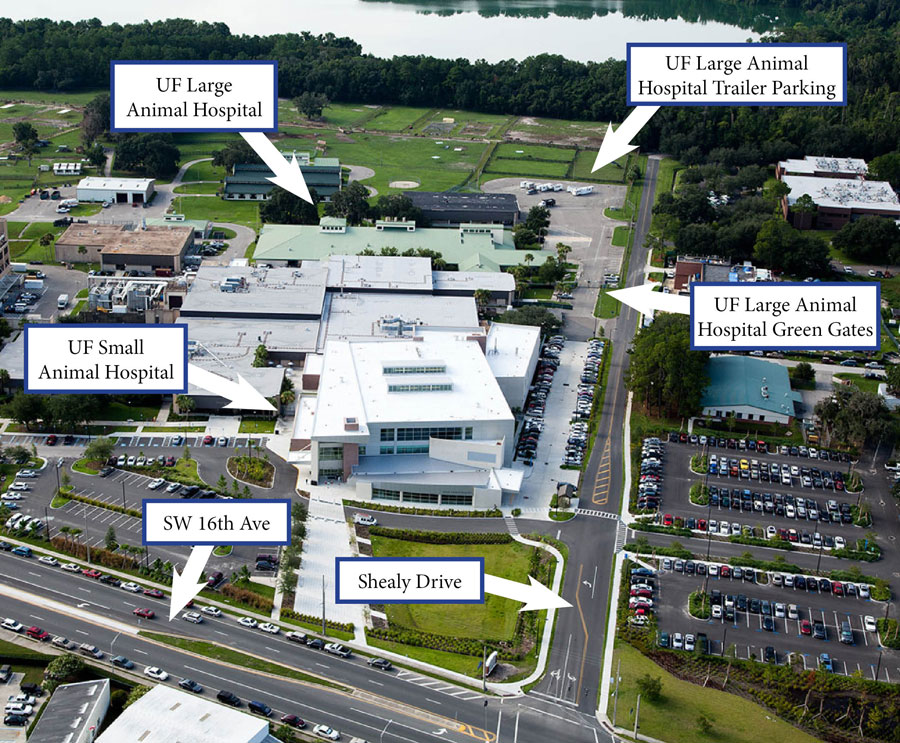 UF Large
Animal Hospital
UF Large Animal
Hospital Trailer Parking
UF Large Animal
Hospital Green Gates
UF Small
Animal Hospital
SW 16th Ave
Shealy Drive